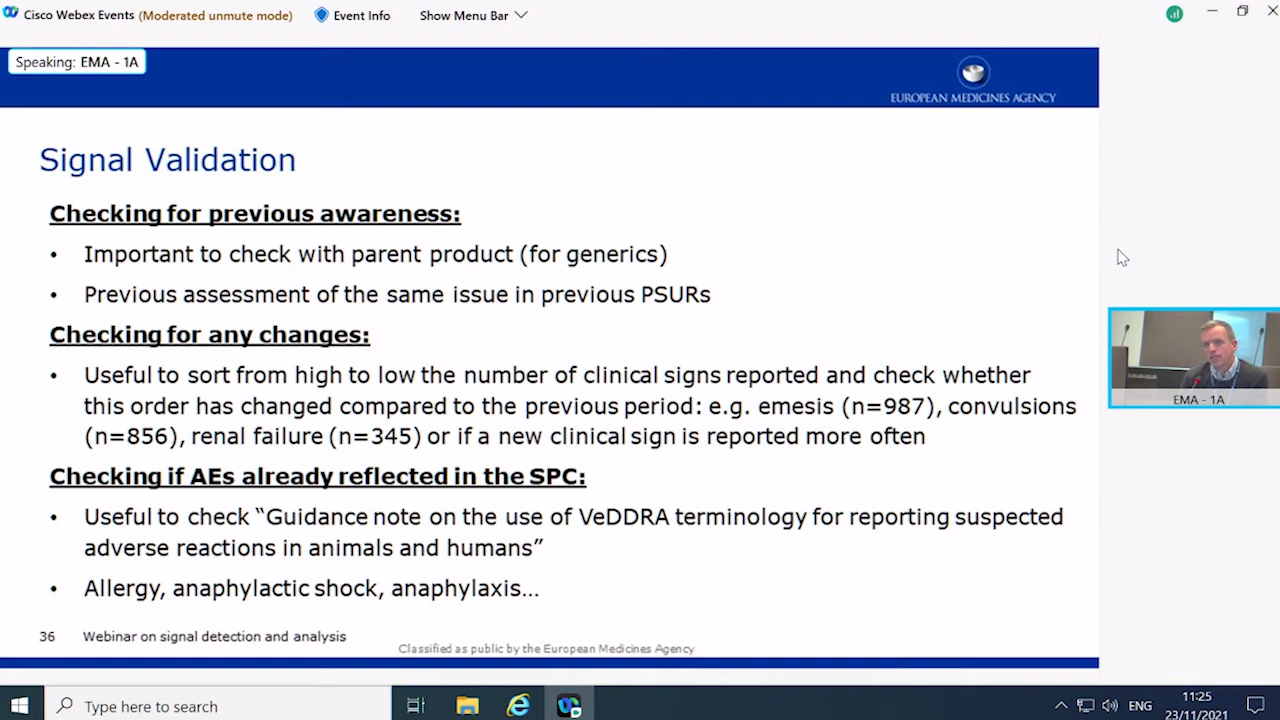 Cisco Webex Events (Moderated unmute mode) Event Info Show Menu Bar
Speaking: EMA - 1A
EUROPEAN MEDICINES AGENCY
Signal Validation
Checking for previous awareness:
• Important to check with parent product (for generics)
• Previous assessment of the same issue in previous PSURs
Checking for any changes:
• Useful to sort from high to low the number of clinical signs reported and check whether
this order has changed compared to the previous period: e.g. emesis (n=987), convulsions
(n=856), renal failure (n=345) or if a new clinical sign is reported more often
Checking if AEs already reflected in the SPC:
• Useful to check “Guidance note on the use of VeDDRA terminology for reporting suspected
adverse reactions in animals and humans”
• Allergy, anaphylactic shock, anaphylaxis…
EMA - 1A
36 Webinar on signal detection and analysis
Classified as public by the European Medicines Agency
Type here to search
ENG
11:25
23/11/2021